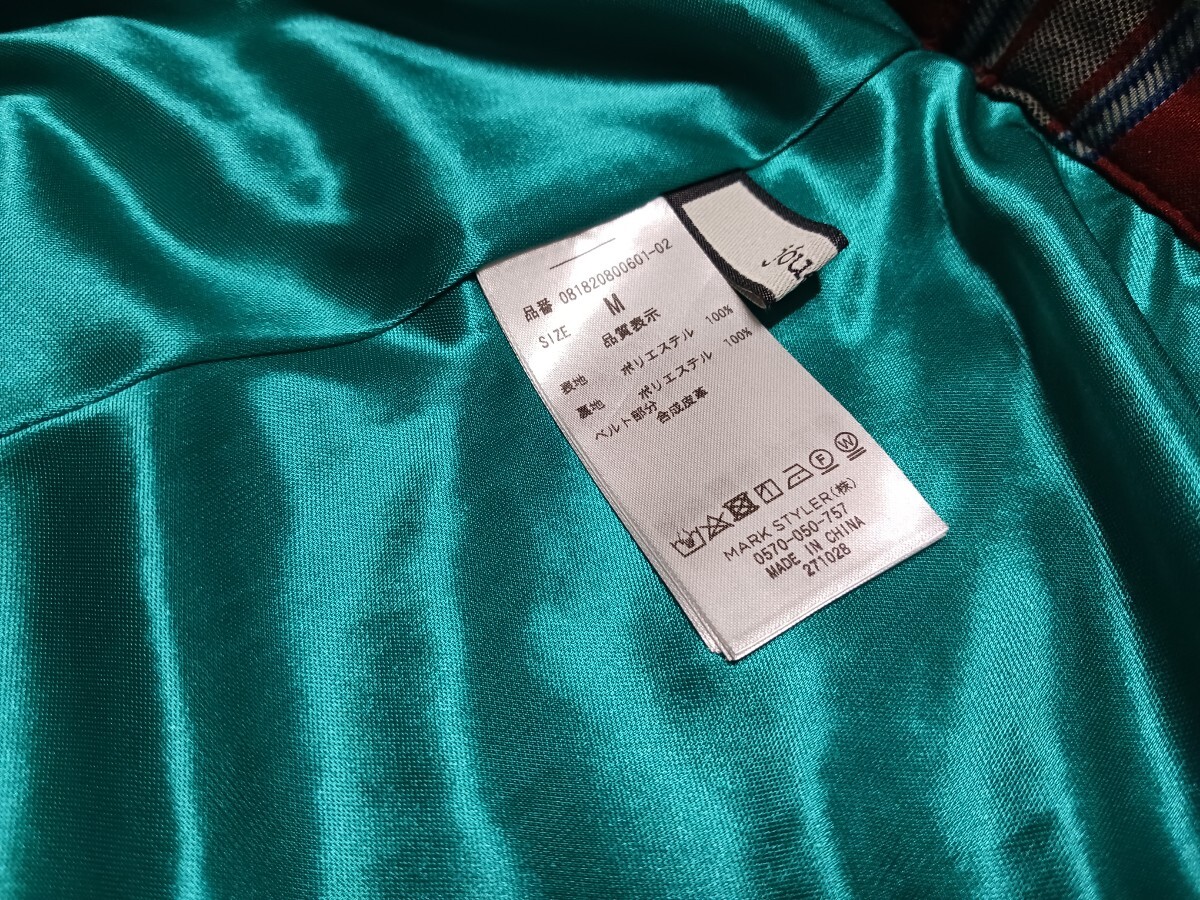 品番 081820800601-02
SIZE M
品質表示
表地 ポリエステル 100%
裏地 ポリエステル 100%
ベルト部分 合成皮革
F W
MARK STYLER(株)
0570-050-757
MADE IN CHINA
271028